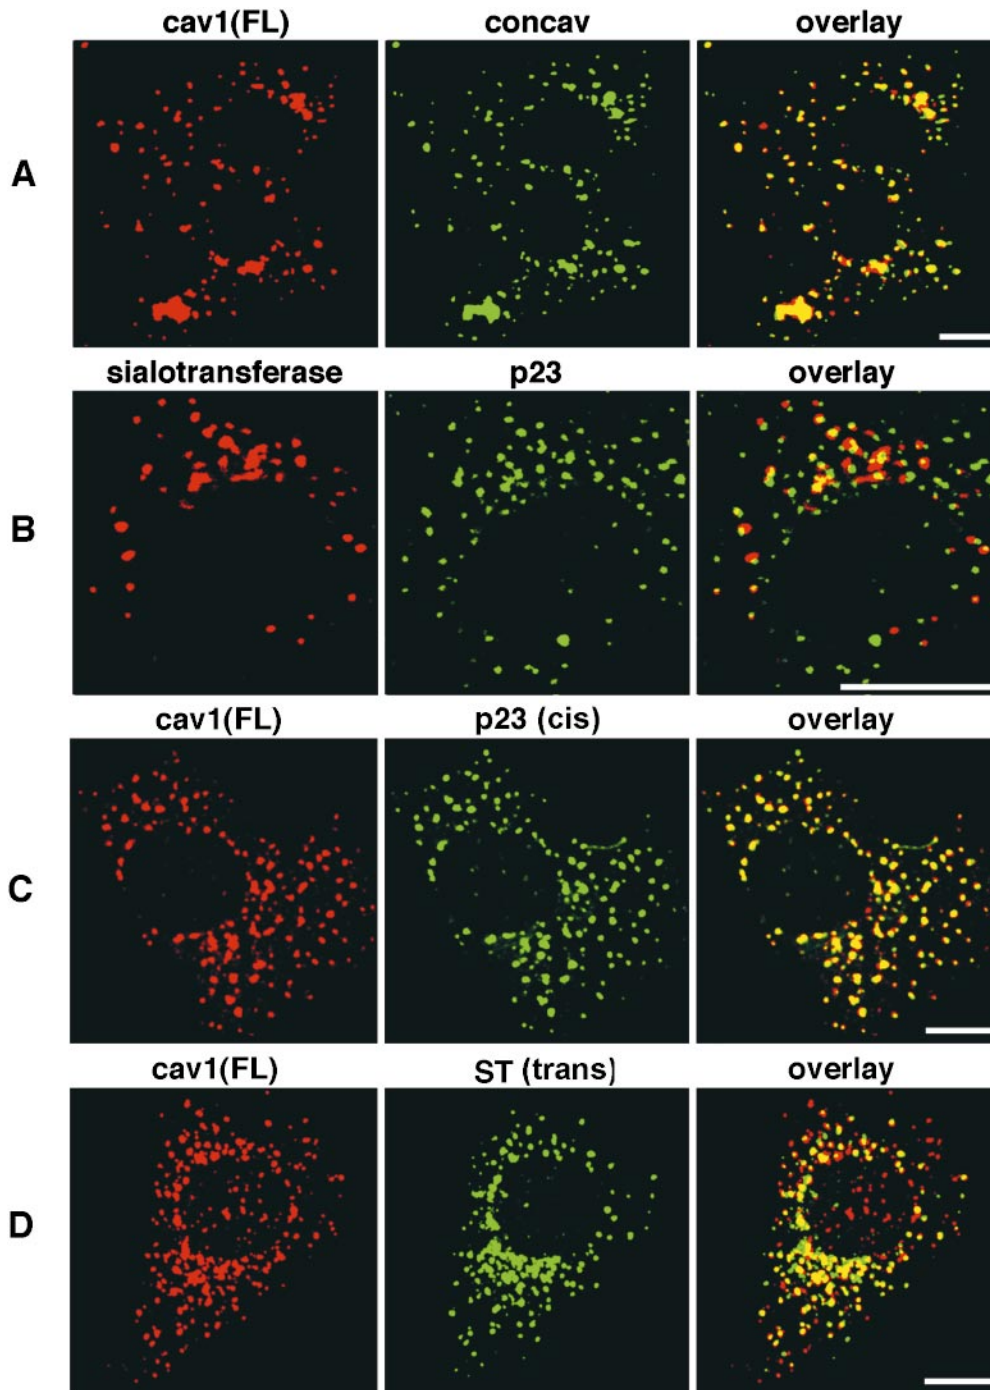 cav1(FL) concav overlay
A
sialotransferase p23 overlay
B
cav1(FL) p23 (cis) overlay
C
cav1(FL) ST (trans) overlay
D